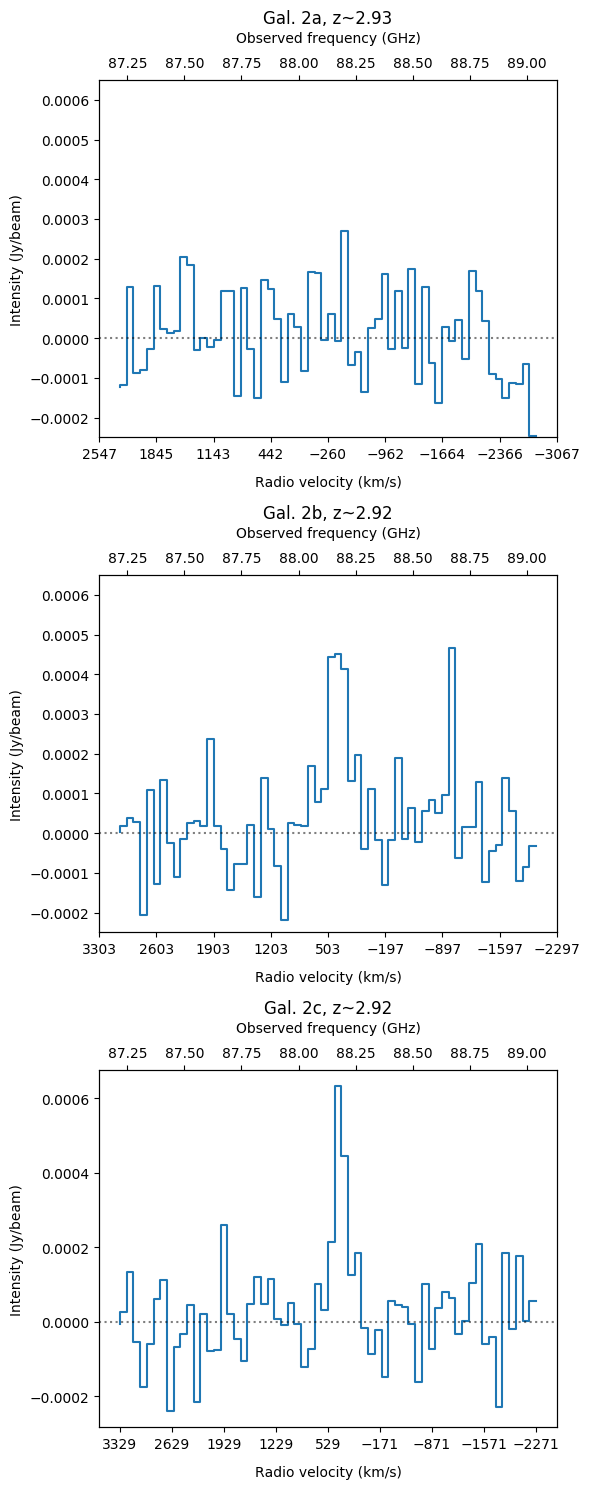 Gal. 2a, z~2.93
Observed frequency (GHz)
87.25 87.50 87.75 88.00 88.25 88.50 88.75 89.00
0.0006
0.0005
0.0004
0.0003
0.0002
0.0001
0.0000
−0.0001
−0.0002
Intensity (Jy/beam)
2547 1845 1143 442 −260 −962 −1664 −2366 −3067
Radio velocity (km/s)
Gal. 2b, z~2.92
Observed frequency (GHz)
87.25 87.50 87.75 88.00 88.25 88.50 88.75 89.00
0.0006
0.0005
0.0004
0.0003
0.0002
0.0001
0.0000
−0.0001
−0.0002
Intensity (Jy/beam)
3303 2603 1903 1203 503 −197 −897 −1597 −2297
Radio velocity (km/s)
Gal. 2c, z~2.92
Observed frequency (GHz)
87.25 87.50 87.75 88.00 88.25 88.50 88.75 89.00
0.0006
0.0004
0.0002
0.0000
−0.0002
Intensity (Jy/beam)
3329 2629 1929 1229 529 −171 −871 −1571 −2271
Radio velocity (km/s)